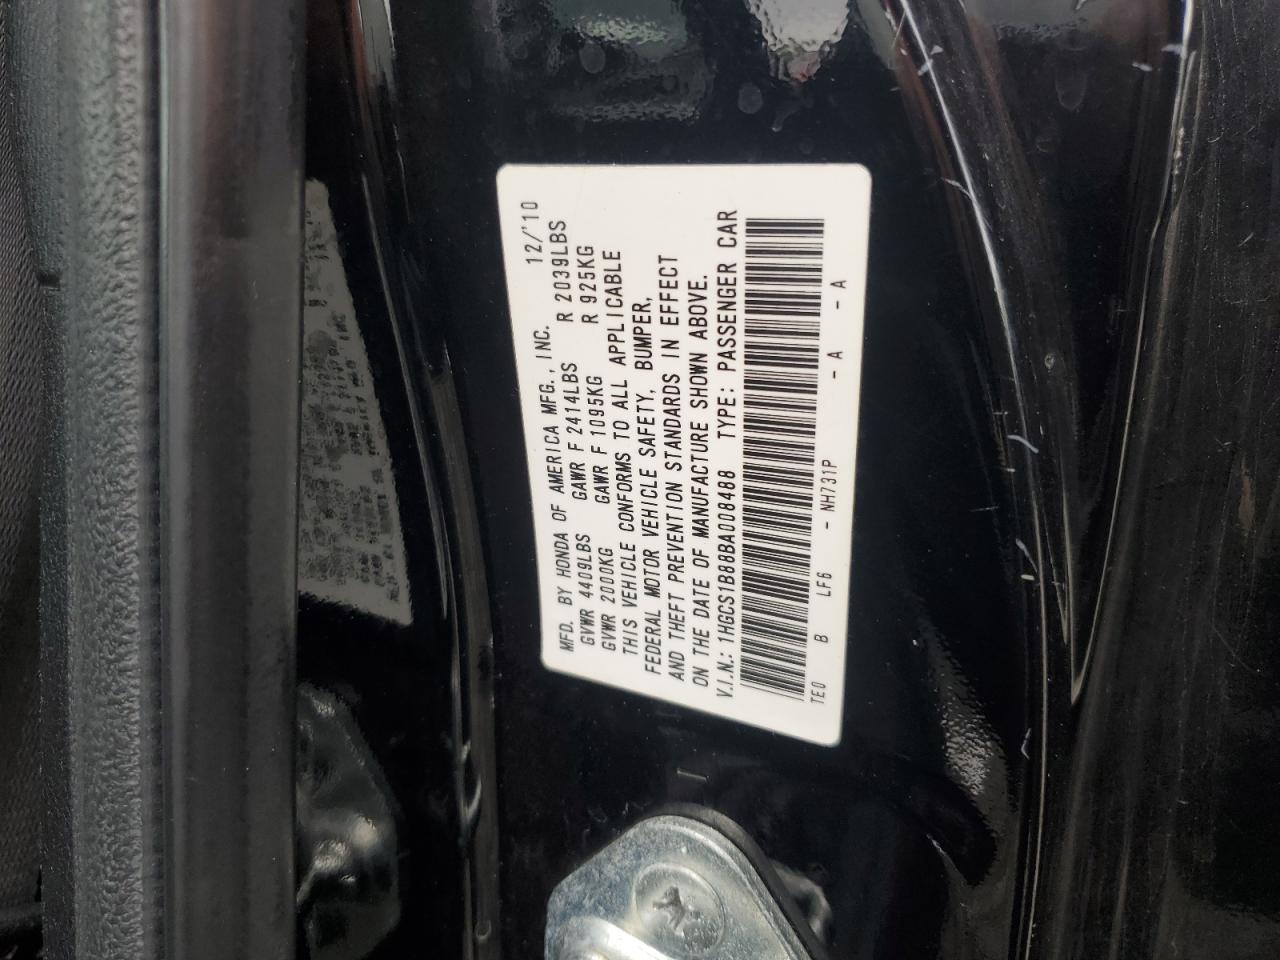 MFD. BY HONDA OF AMERICA MFG., INC. 12/'10
GVWR 4409LBS GAWR F 2414LBS R 2039LBS
GVWR 2000KG GAWR F 1095KG R 925KG
THIS VEHICLE CONFORMS TO ALL APPLICABLE
FEDERAL MOTOR VEHICLE SAFETY, BUMPER,
AND THEFT PREVENTION STANDARDS IN EFFECT
ON THE DATE OF MANUFACTURE SHOWN ABOVE.
V.I.N.: 1HGCS1B88BA008488 TYPE: PASSENGER CAR
TE0 B LF6 - NH731P - A - A